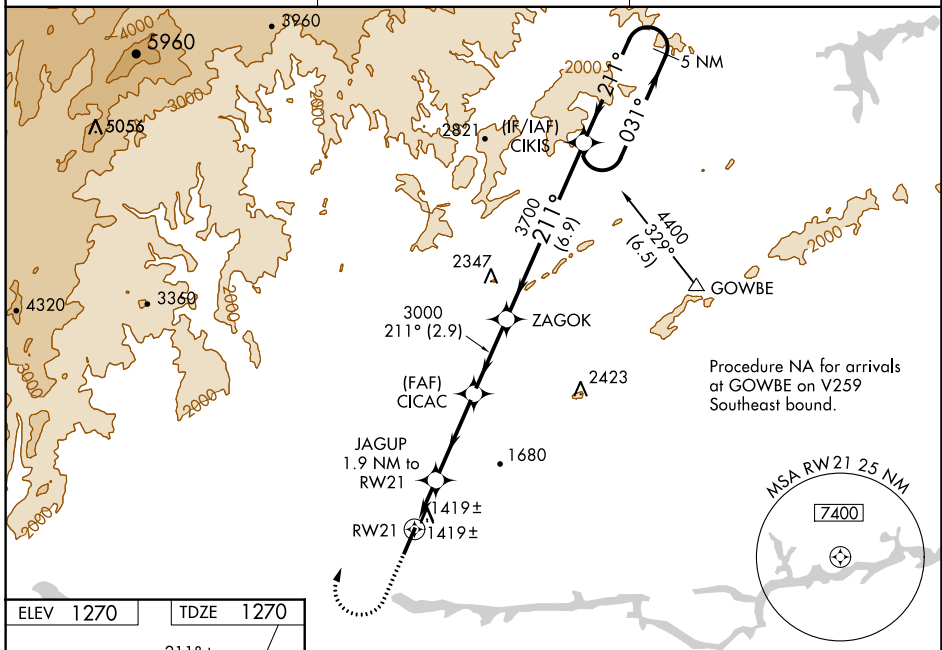 3960
4000
5960
3000
2000
5056
2821
2000
(IF/IAF)
CIKIS
211°
031°
5 NM
3700
211°
(6.9)
4400
329°
(6.5)
2000
GOWBE
2347
4320
3360
2000
3000
2000
2000
3000
211° (2.9)
ZAGOK
(FAF)
CICAC
2423
Procedure NA for arrivals
at GOWBE on V259
Southeast bound.
JAGUP
1.9 NM to
RW21
1680
1419±
RW21
1419±
MSA RW21 25 NM
7400
ELEV 1270
TDZE 1270